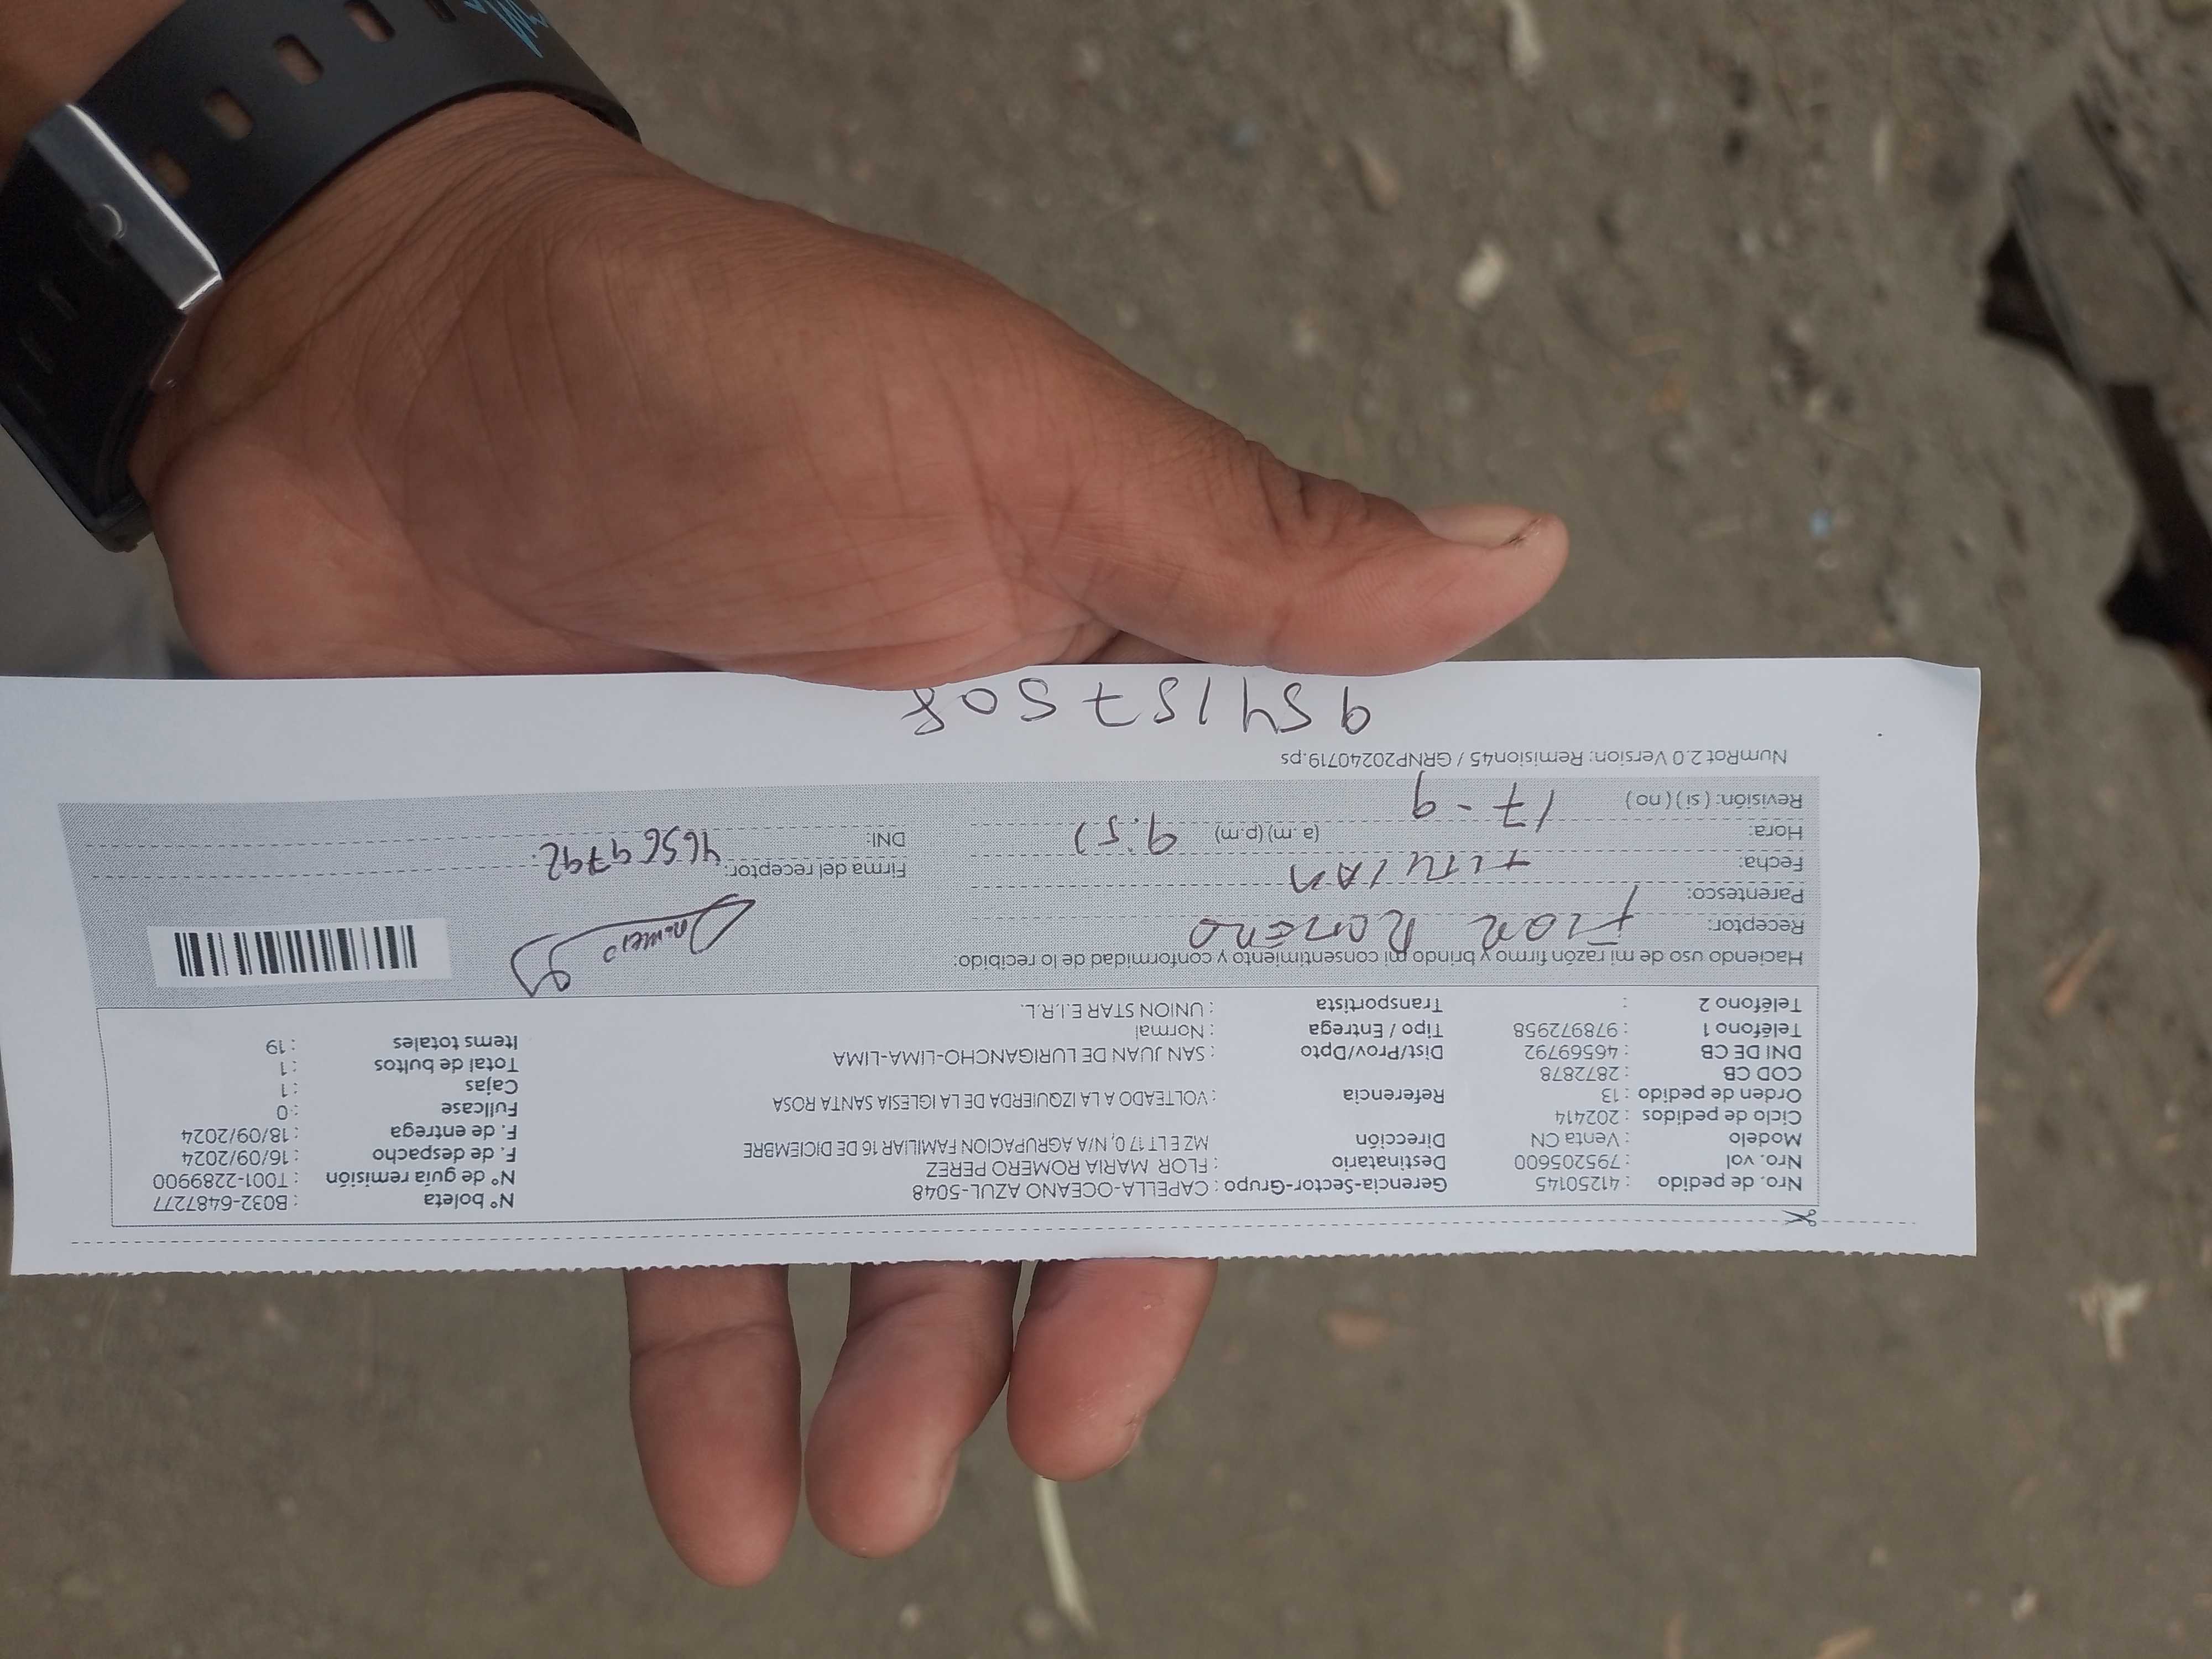 Nro. de pedido : 41250145 Gerencia-Sector-Grupo : CAPELLA-OCEANO AZUL-5048 N° boleta : B032-6487277
Nro. vol : 795205600 Destinatario : FLOR MARIA ROMERO PEREZ N° de guía remisión : T001-2289900
Modelo : Venta CN Dirección MZ E LT 17 0, N/A AGRUPACION FAMILIAR 16 DE DICIEMBRE F. de despacho : 16/09/2024
Ciclo de pedidos : 202414 F. de entrega : 18/09/2024
Orden de pedido : 13 Referencia : VOLTEADO A LA IZQUIERDA DE LA IGLESIA SANTA ROSA Fullcase : 0
COD CB : 2872878 Cajas : 1
DNI DE CB : 46569792 Dist/Prov/Dpto : SAN JUAN DE LURIGANCHO-LIMA-LIMA Total de bultos : 1
Teléfono 1 : 978972958 Tipo / Entrega : Normal Items totales : 19
Teléfono 2 : Transportista : UNION STAR E.I.R.L.
Haciendo uso de mi razón firmo y brindo mi consentimiento y conformidad de lo recibido:
Receptor: Flor Romero
Parentesco: titular
Firma del receptor: Romero
Fecha:
DNI: 46569792
Hora: (a. m) (p.m) 9:51
Revisión: ( si ) ( no ) 17-9
NumRot 2.0 Version: Remision45 / GRNP20240719.ps
954157508